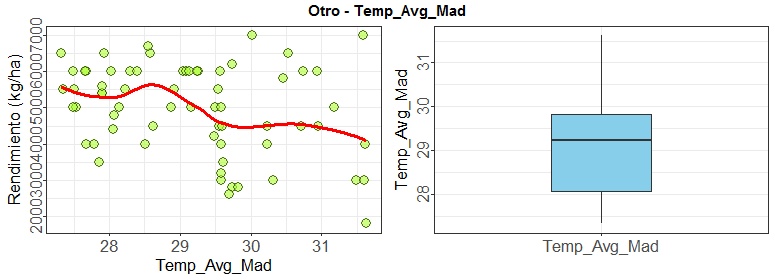 Otro - Temp_Avg_Mad
Rendimiento (kg/ha)
2000 3000 4000 5000 6000 7000
28 29 30 31
Temp_Avg_Mad
Temp_Avg_Mad
28 29 30 31
Temp_Avg_Mad